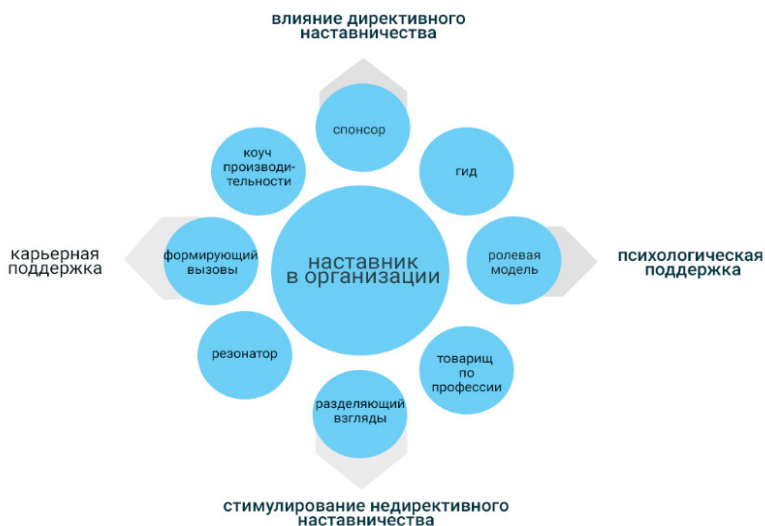 влияние директивного
наставничества
спонсор
коуч
производи-
тельности
гид
карьерная
поддержка
формирующий
вызовы
наставник
в организации
ролевая
модель
психологическая
поддержка
резонатор
товарищ
по
профессии
разделяющий
взгляды
стимулирование недирективного
наставничества